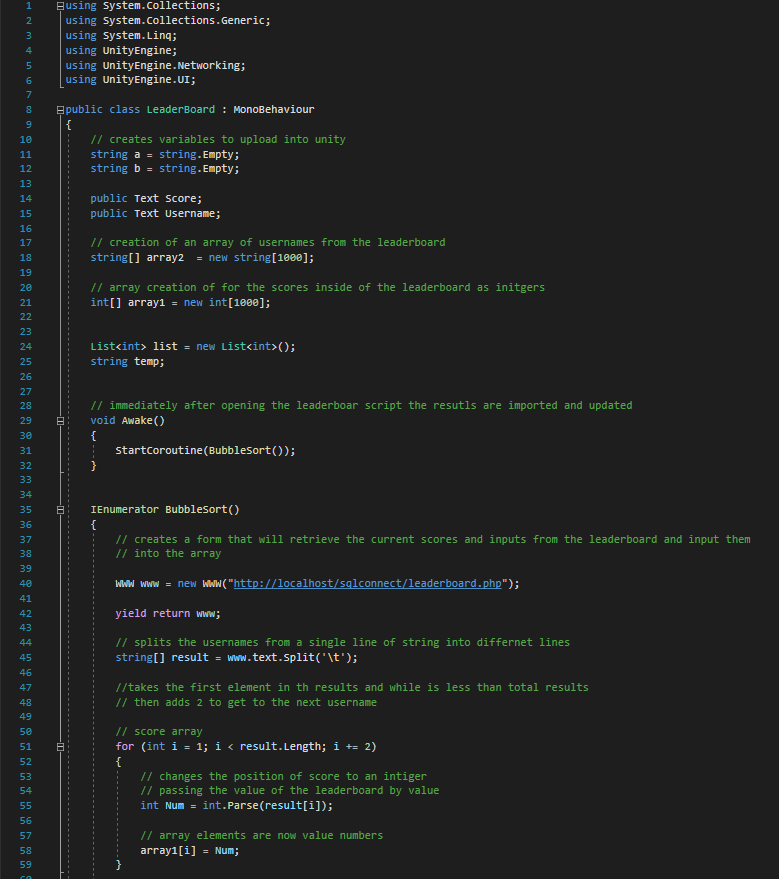 1 using System.Collections;
2 using System.Collections.Generic;
3 using System.Linq;
4 using UnityEngine;
5 using UnityEngine.Networking;
6 using UnityEngine.UI;
7
8 public class LeaderBoard : MonoBehaviour
9 {
10 // creates variables to upload into unity
11 string a = string.Empty;
12 string b = string.Empty;
13
14 public Text Score;
15 public Text Username;
16
17 // creation of an array of usernames from the leaderboard
18 string[] array2  = new string[1000];
19
20 // array creation of for the scores inside of the leaderboard as initgers
21 int[] array1 = new int[1000];
22
23
24 List<int> list = new List<int>();
25 string temp;
26
27
28 // immediately after opening the leaderboar script the resutls are imported and updated
29 void Awake()
30 {
31 StartCoroutine(BubbleSort());
32 }
33
34
35 IEnumerator BubbleSort()
36 {
37 // creates a form that will retrieve the current scores and inputs from the leaderboard and input them
38 // into the array
39
40 WWW www = new WWW("http://localhost/sqlconnect/leaderboard.php");
41
42 yield return www;
43
44 // splits the usernames from a single line of string into differnet lines
45 string[] result = www.text.Split('\t');
46
47 //takes the first element in th results and while is less than total results
48 // then adds 2 to get to the next username
49
50 // score array
51 for (int i = 1; i < result.Length; i += 2)
52 {
53 // changes the position of score to an intiger
54 // passing the value of the leaderboard by value
55 int Num = int.Parse(result[i]);
56
57 // array elements are now value numbers
58 array1[i] = Num;
59 }